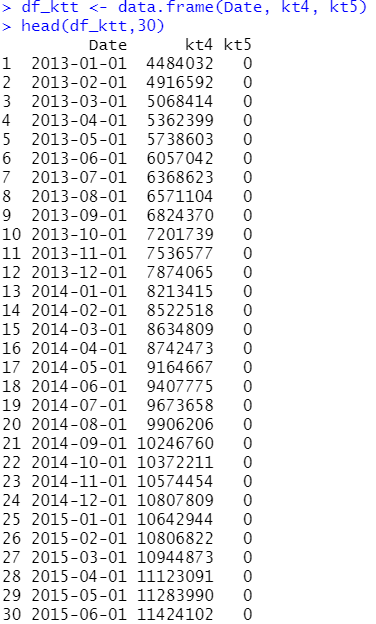 > df_ktt <- data.frame(Date, kt4, kt5)
> head(df_ktt,30)
Date kt4 kt5
1 2013-01-01 4484032 0
2 2013-02-01 4916592 0
3 2013-03-01 5068414 0
4 2013-04-01 5362399 0
5 2013-05-01 5738603 0
6 2013-06-01 6057042 0
7 2013-07-01 6368623 0
8 2013-08-01 6571104 0
9 2013-09-01 6824370 0
10 2013-10-01 7201739 0
11 2013-11-01 7536577 0
12 2013-12-01 7874065 0
13 2014-01-01 8213415 0
14 2014-02-01 8522518 0
15 2014-03-01 8634809 0
16 2014-04-01 8742473 0
17 2014-05-01 9164667 0
18 2014-06-01 9407775 0
19 2014-07-01 9673658 0
20 2014-08-01 9906206 0
21 2014-09-01 10246760 0
22 2014-10-01 10372211 0
23 2014-11-01 10574454 0
24 2014-12-01 10807809 0
25 2015-01-01 10642944 0
26 2015-02-01 10806822 0
27 2015-03-01 10944873 0
28 2015-04-01 11123091 0
29 2015-05-01 11283990 0
30 2015-06-01 11424102 0